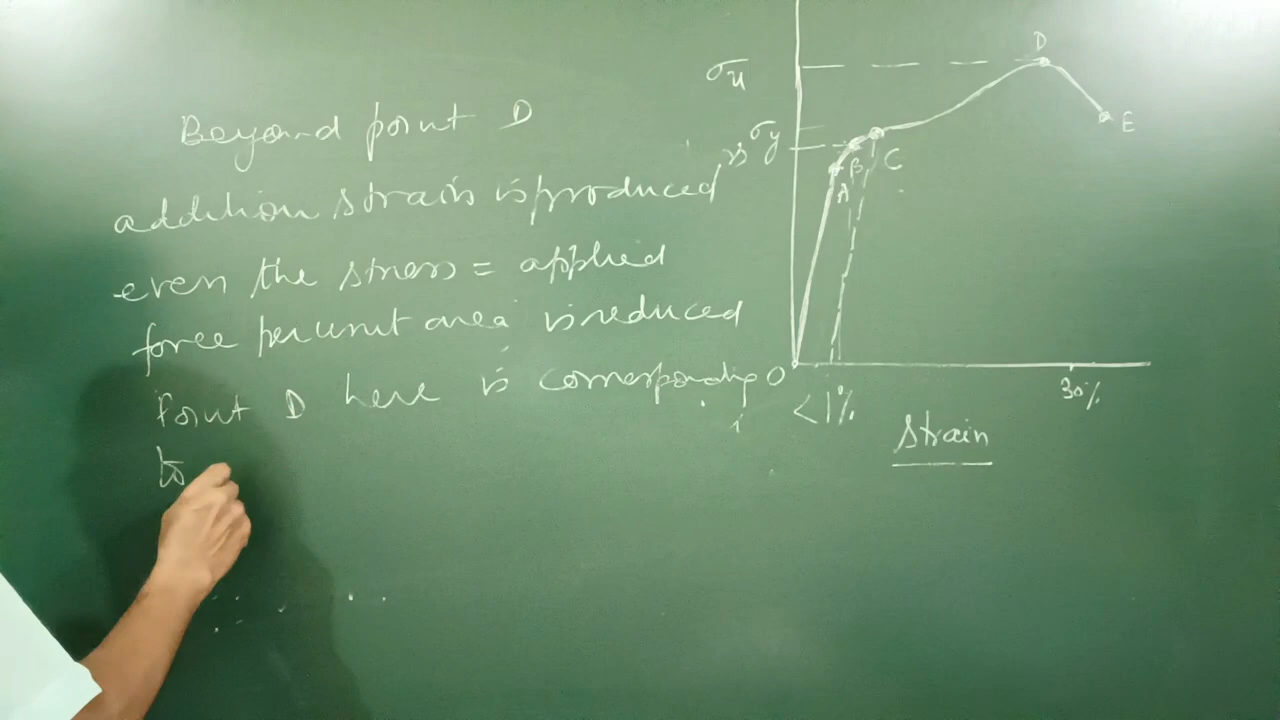 Beyond point D
addition strain is produced
even the stress = applied
force per unit area is reduced
Point D here is corresponding
to
σu
σy
D
E
C
B
A
O
<1%
30%
Strain